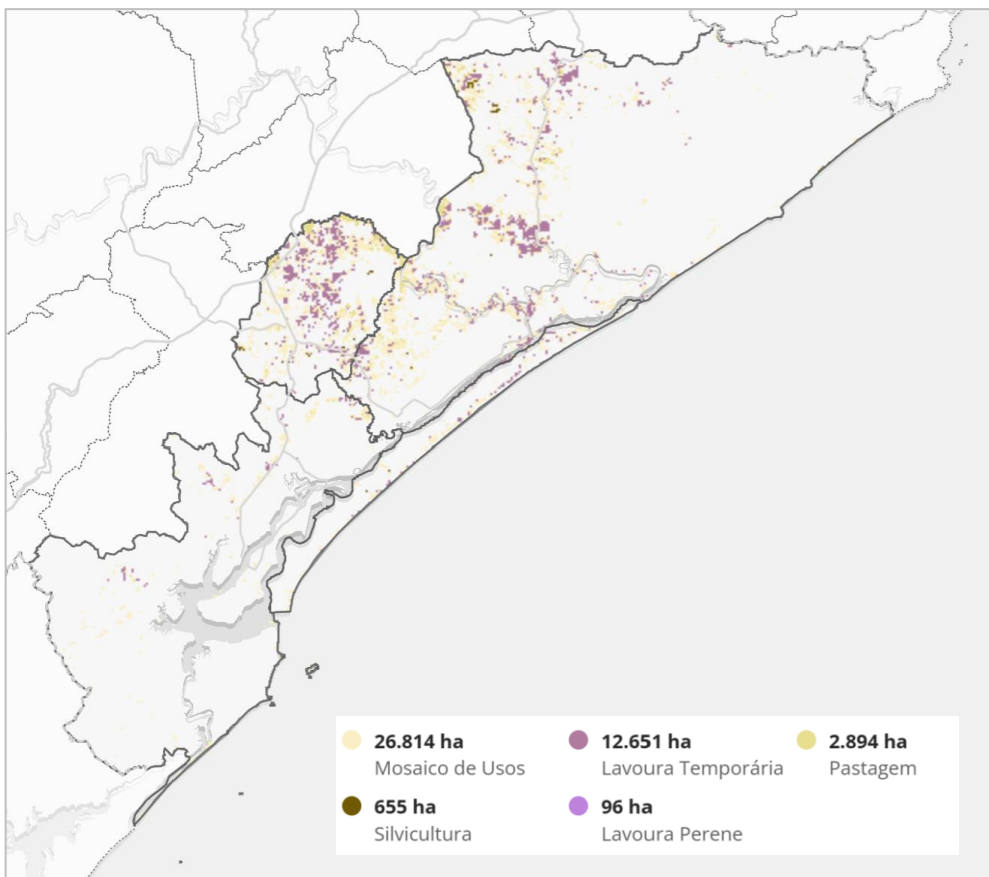 26.814 ha
Mosaico de Usos
12.651 ha
Lavoura Temporária
2.894 ha
Pastagem
655 ha
Silvicultura
96 ha
Lavoura Perene